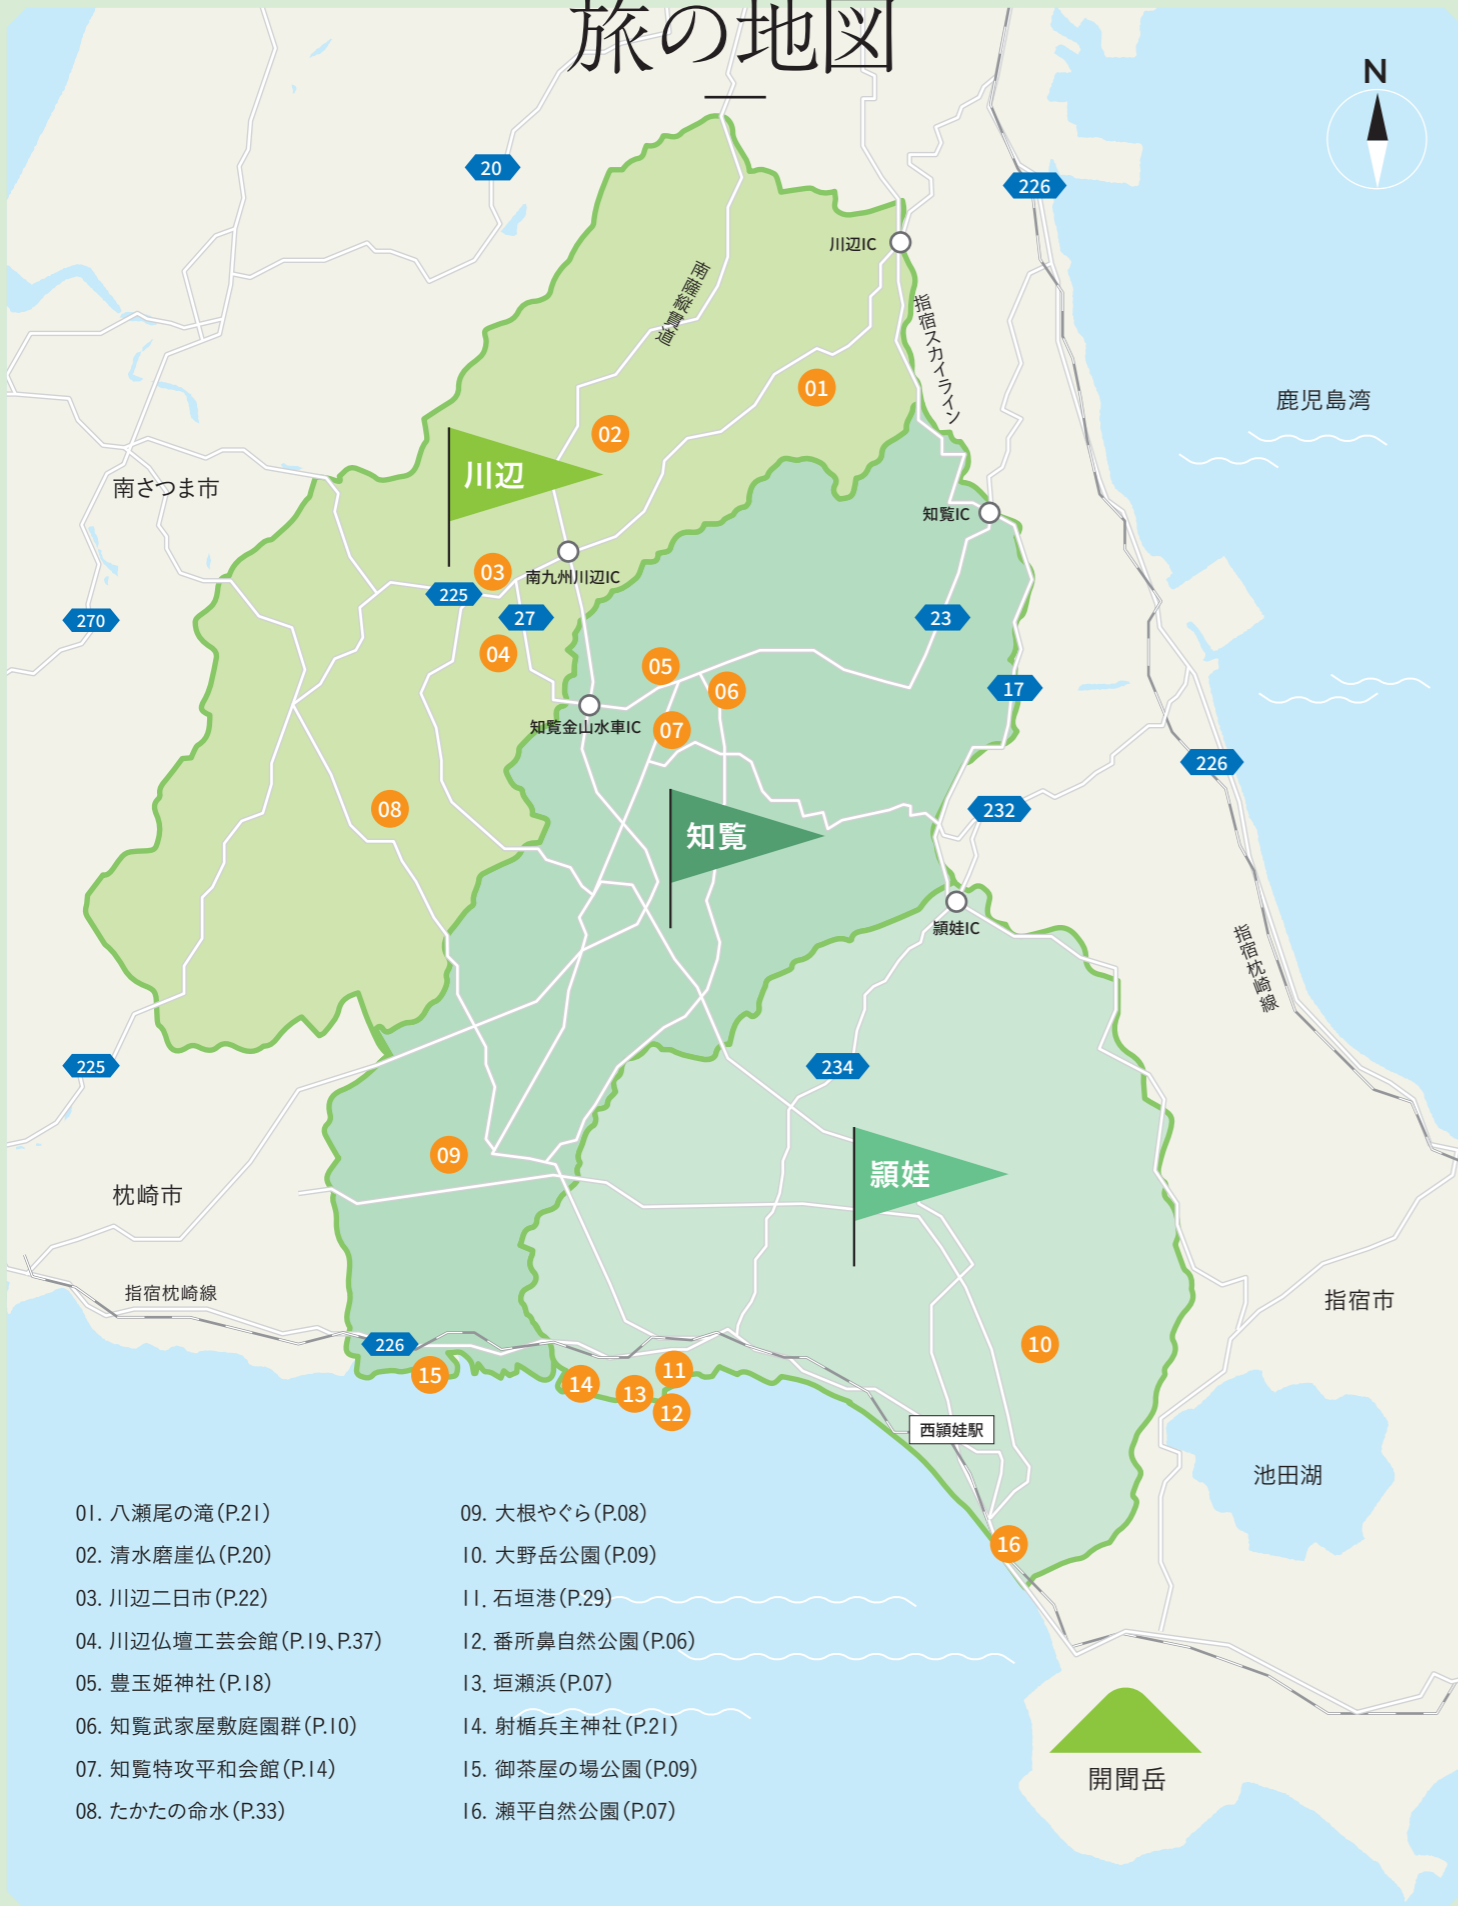 旅の地図
N
20
226
川辺IC
南薩縦貫道
指宿スカイライン
01
鹿児島湾
02
川辺
南さつま市
知覧IC
03
南九州川辺IC
225
27
23
270
04
05
06
17
知覧金山水車IC
07
226
08
232
知覧
頴娃IC
指宿枕崎線
225
234
09
頴娃
枕崎市
指宿枕崎線
指宿市
226
10
15
14
13
11
12
西頴娃駅
池田湖
16
01. 八瀬尾の滝(P.21)
02. 清水磨崖仏(P.20)
03. 川辺二日市(P.22)
04. 川辺仏壇工芸会館(P.19、P.37)
05. 豊玉姫神社(P.18)
06. 知覧武家屋敷庭園群(P.10)
07. 知覧特攻平和会館(P.14)
08. たかたの命水(P.33)
09. 大根やぐら(P.08)
10. 大野岳公園(P.09)
11. 石垣港(P.29)
12. 番所鼻自然公園(P.06)
13. 垣瀬浜(P.07)
14. 射楯兵主神社(P.21)
15. 御茶屋の場公園(P.09)
16. 瀬平自然公園(P.07)
開聞岳